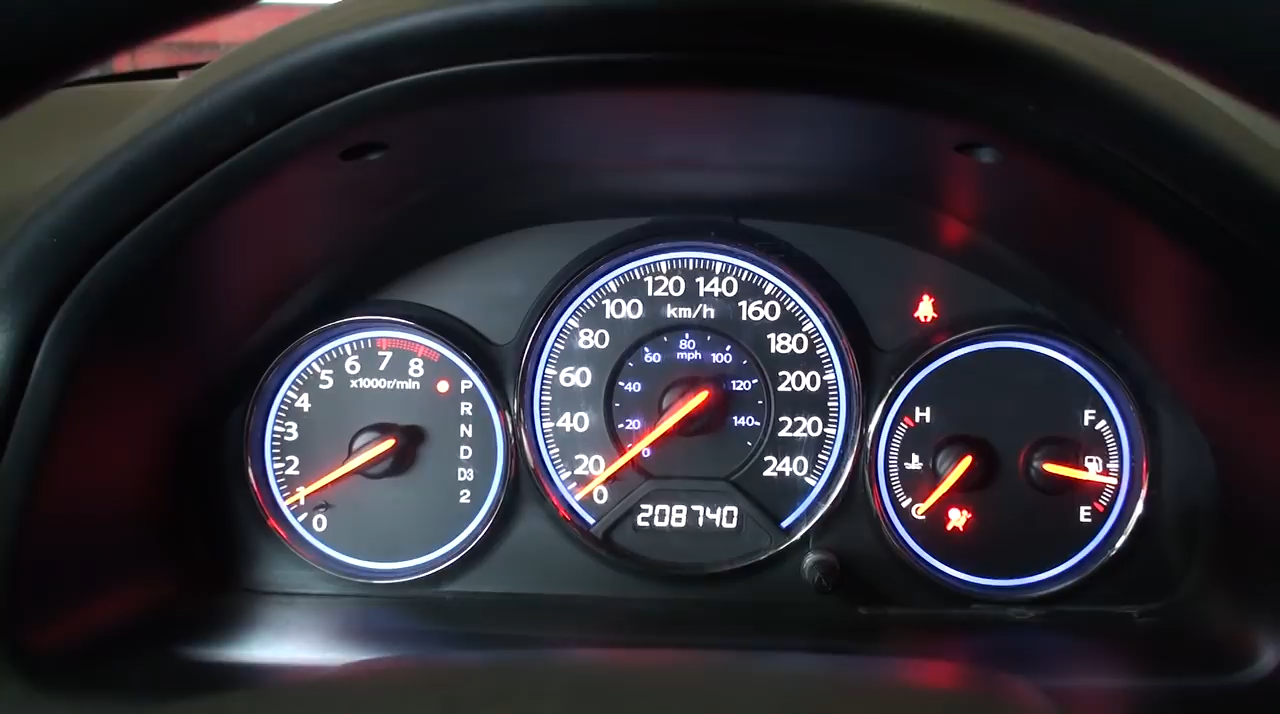 0 1 2 3 4 5 6 7 8
x1000r/min
P
R
N
D
D3
2
0 20 40 60 80 100 120 140 160 180 200 220 240
km/h
0 20 40 60 80 100 120 140
mph
208740
H
C
F
E